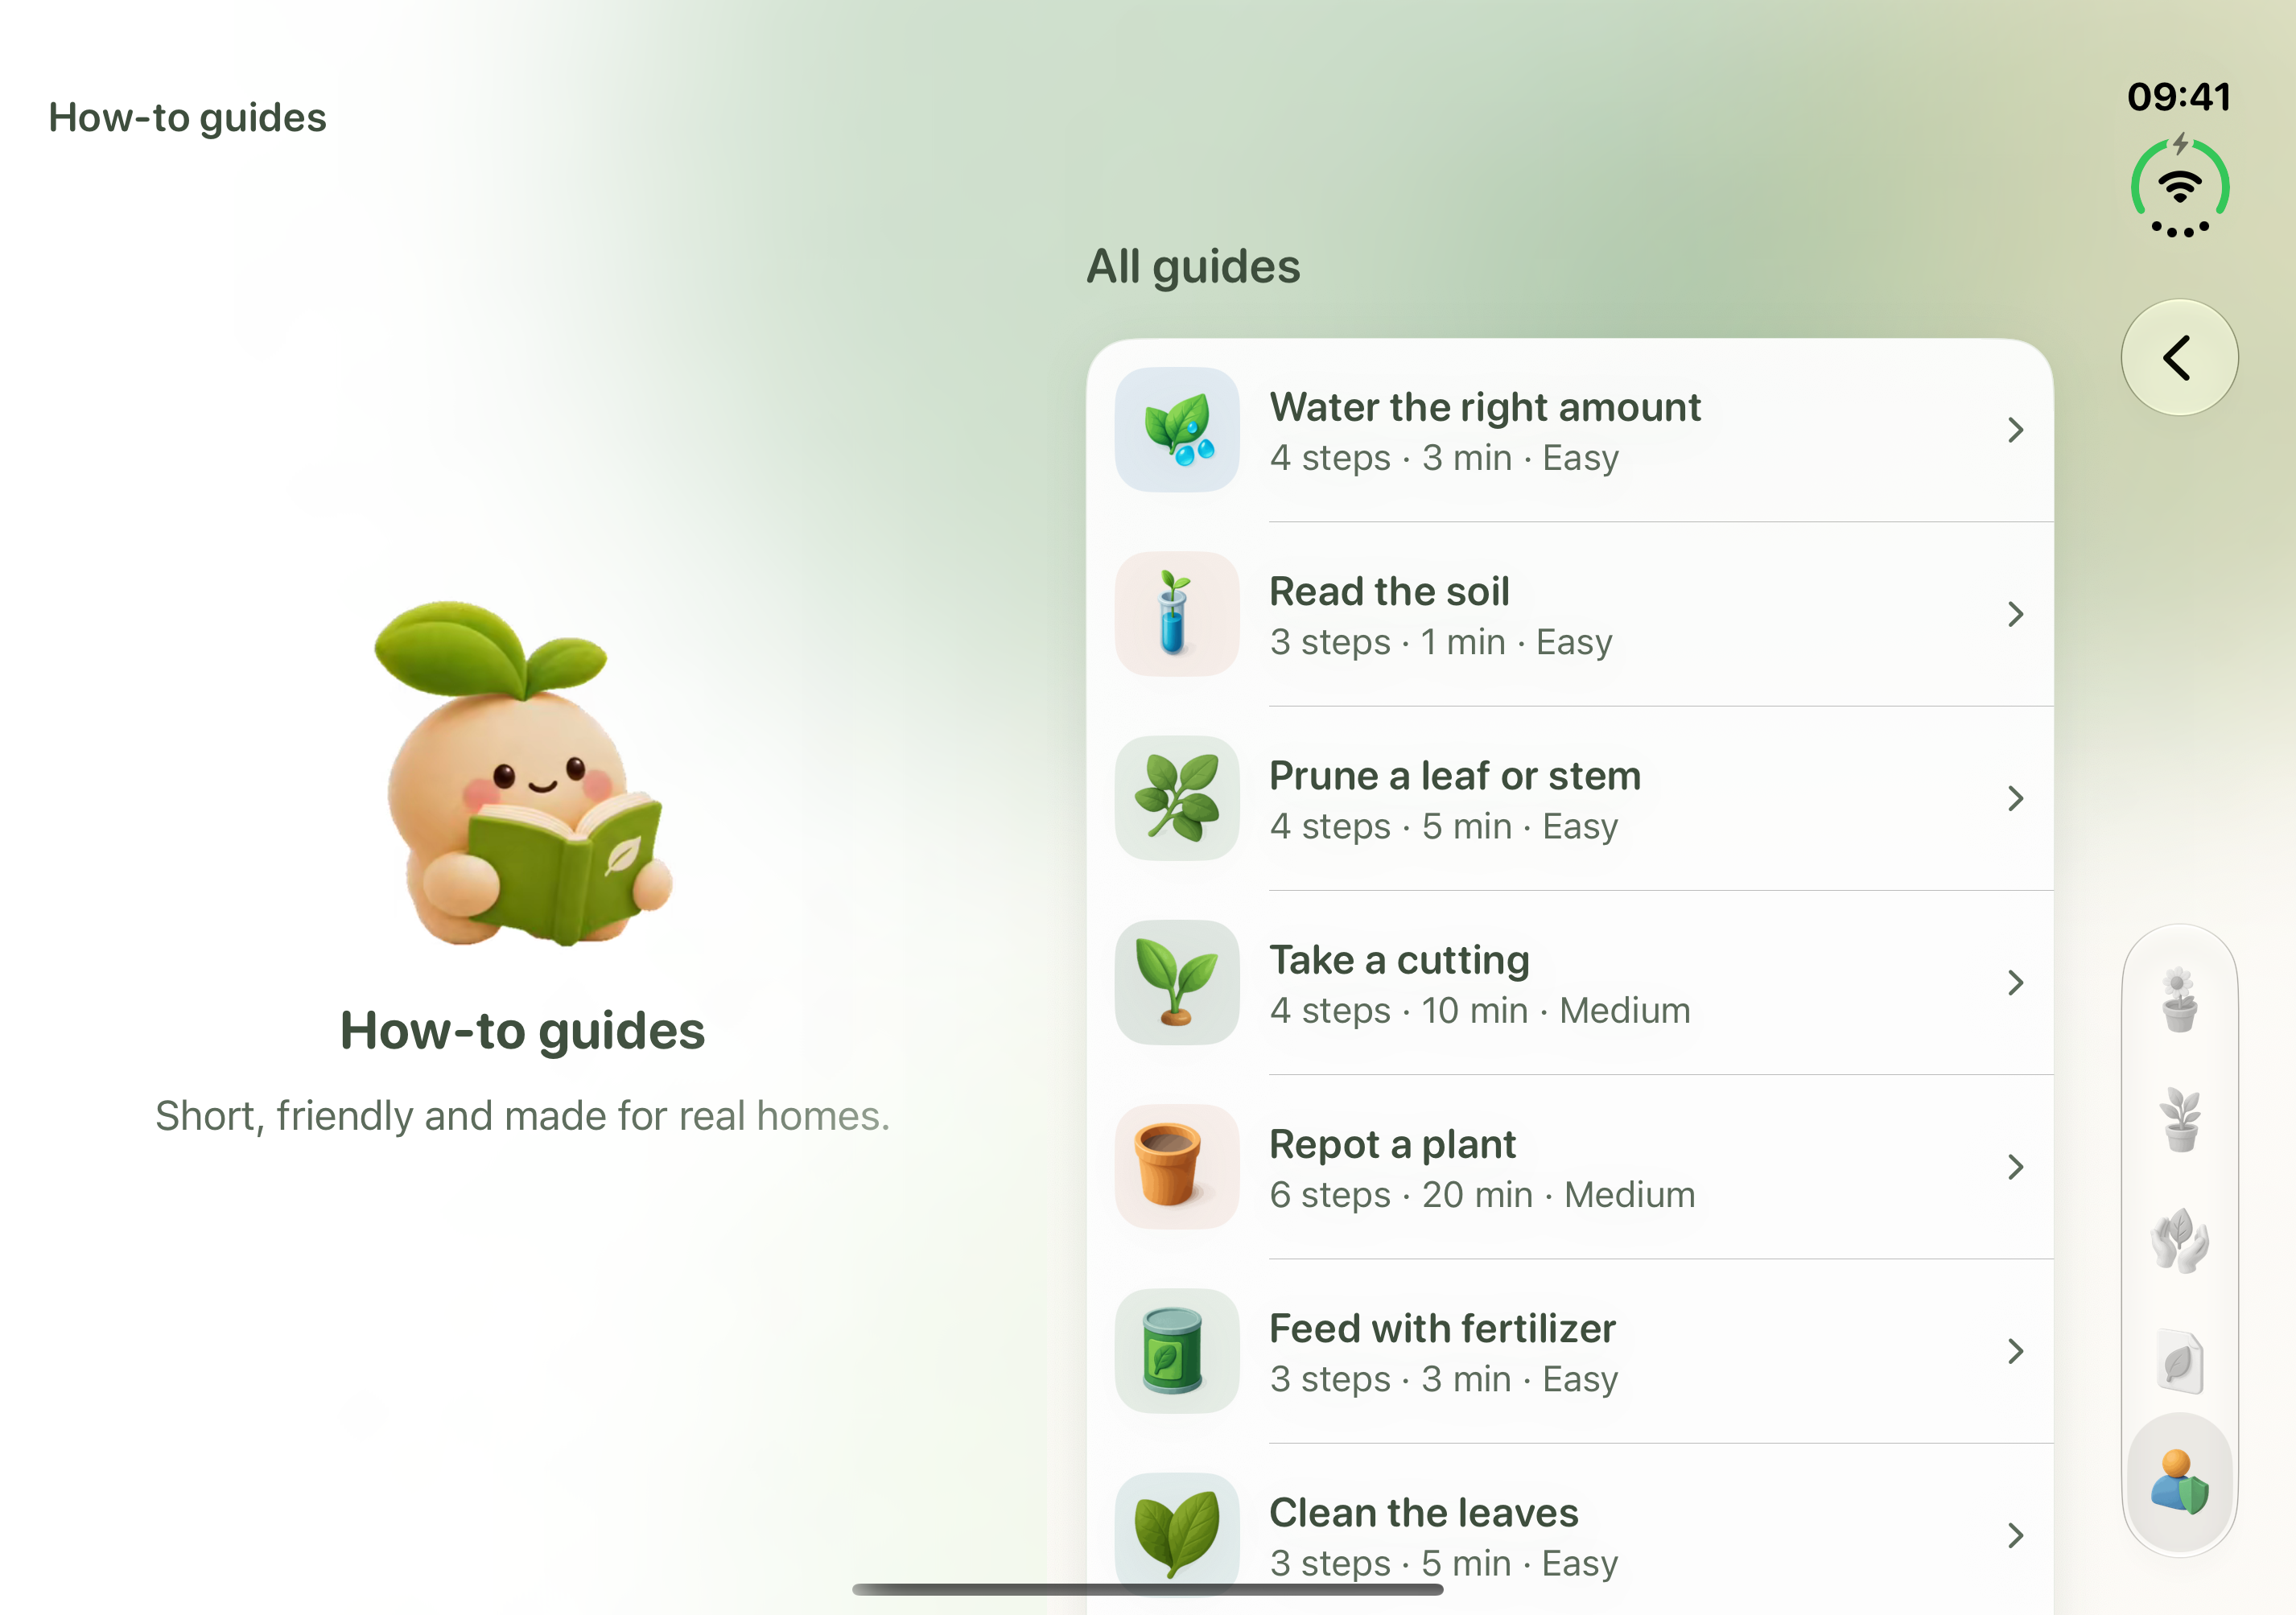 How-to guides
09:41
All guides
Water the right amount
4 steps · 3 min · Easy
Read the soil
3 steps · 1 min · Easy
Prune a leaf or stem
4 steps · 5 min · Easy
Take a cutting
4 steps · 10 min · Medium
Repot a plant
6 steps · 20 min · Medium
Feed with fertilizer
3 steps · 3 min · Easy
Clean the leaves
3 steps · 5 min · Easy
How-to guides
Short, friendly and made for real homes.